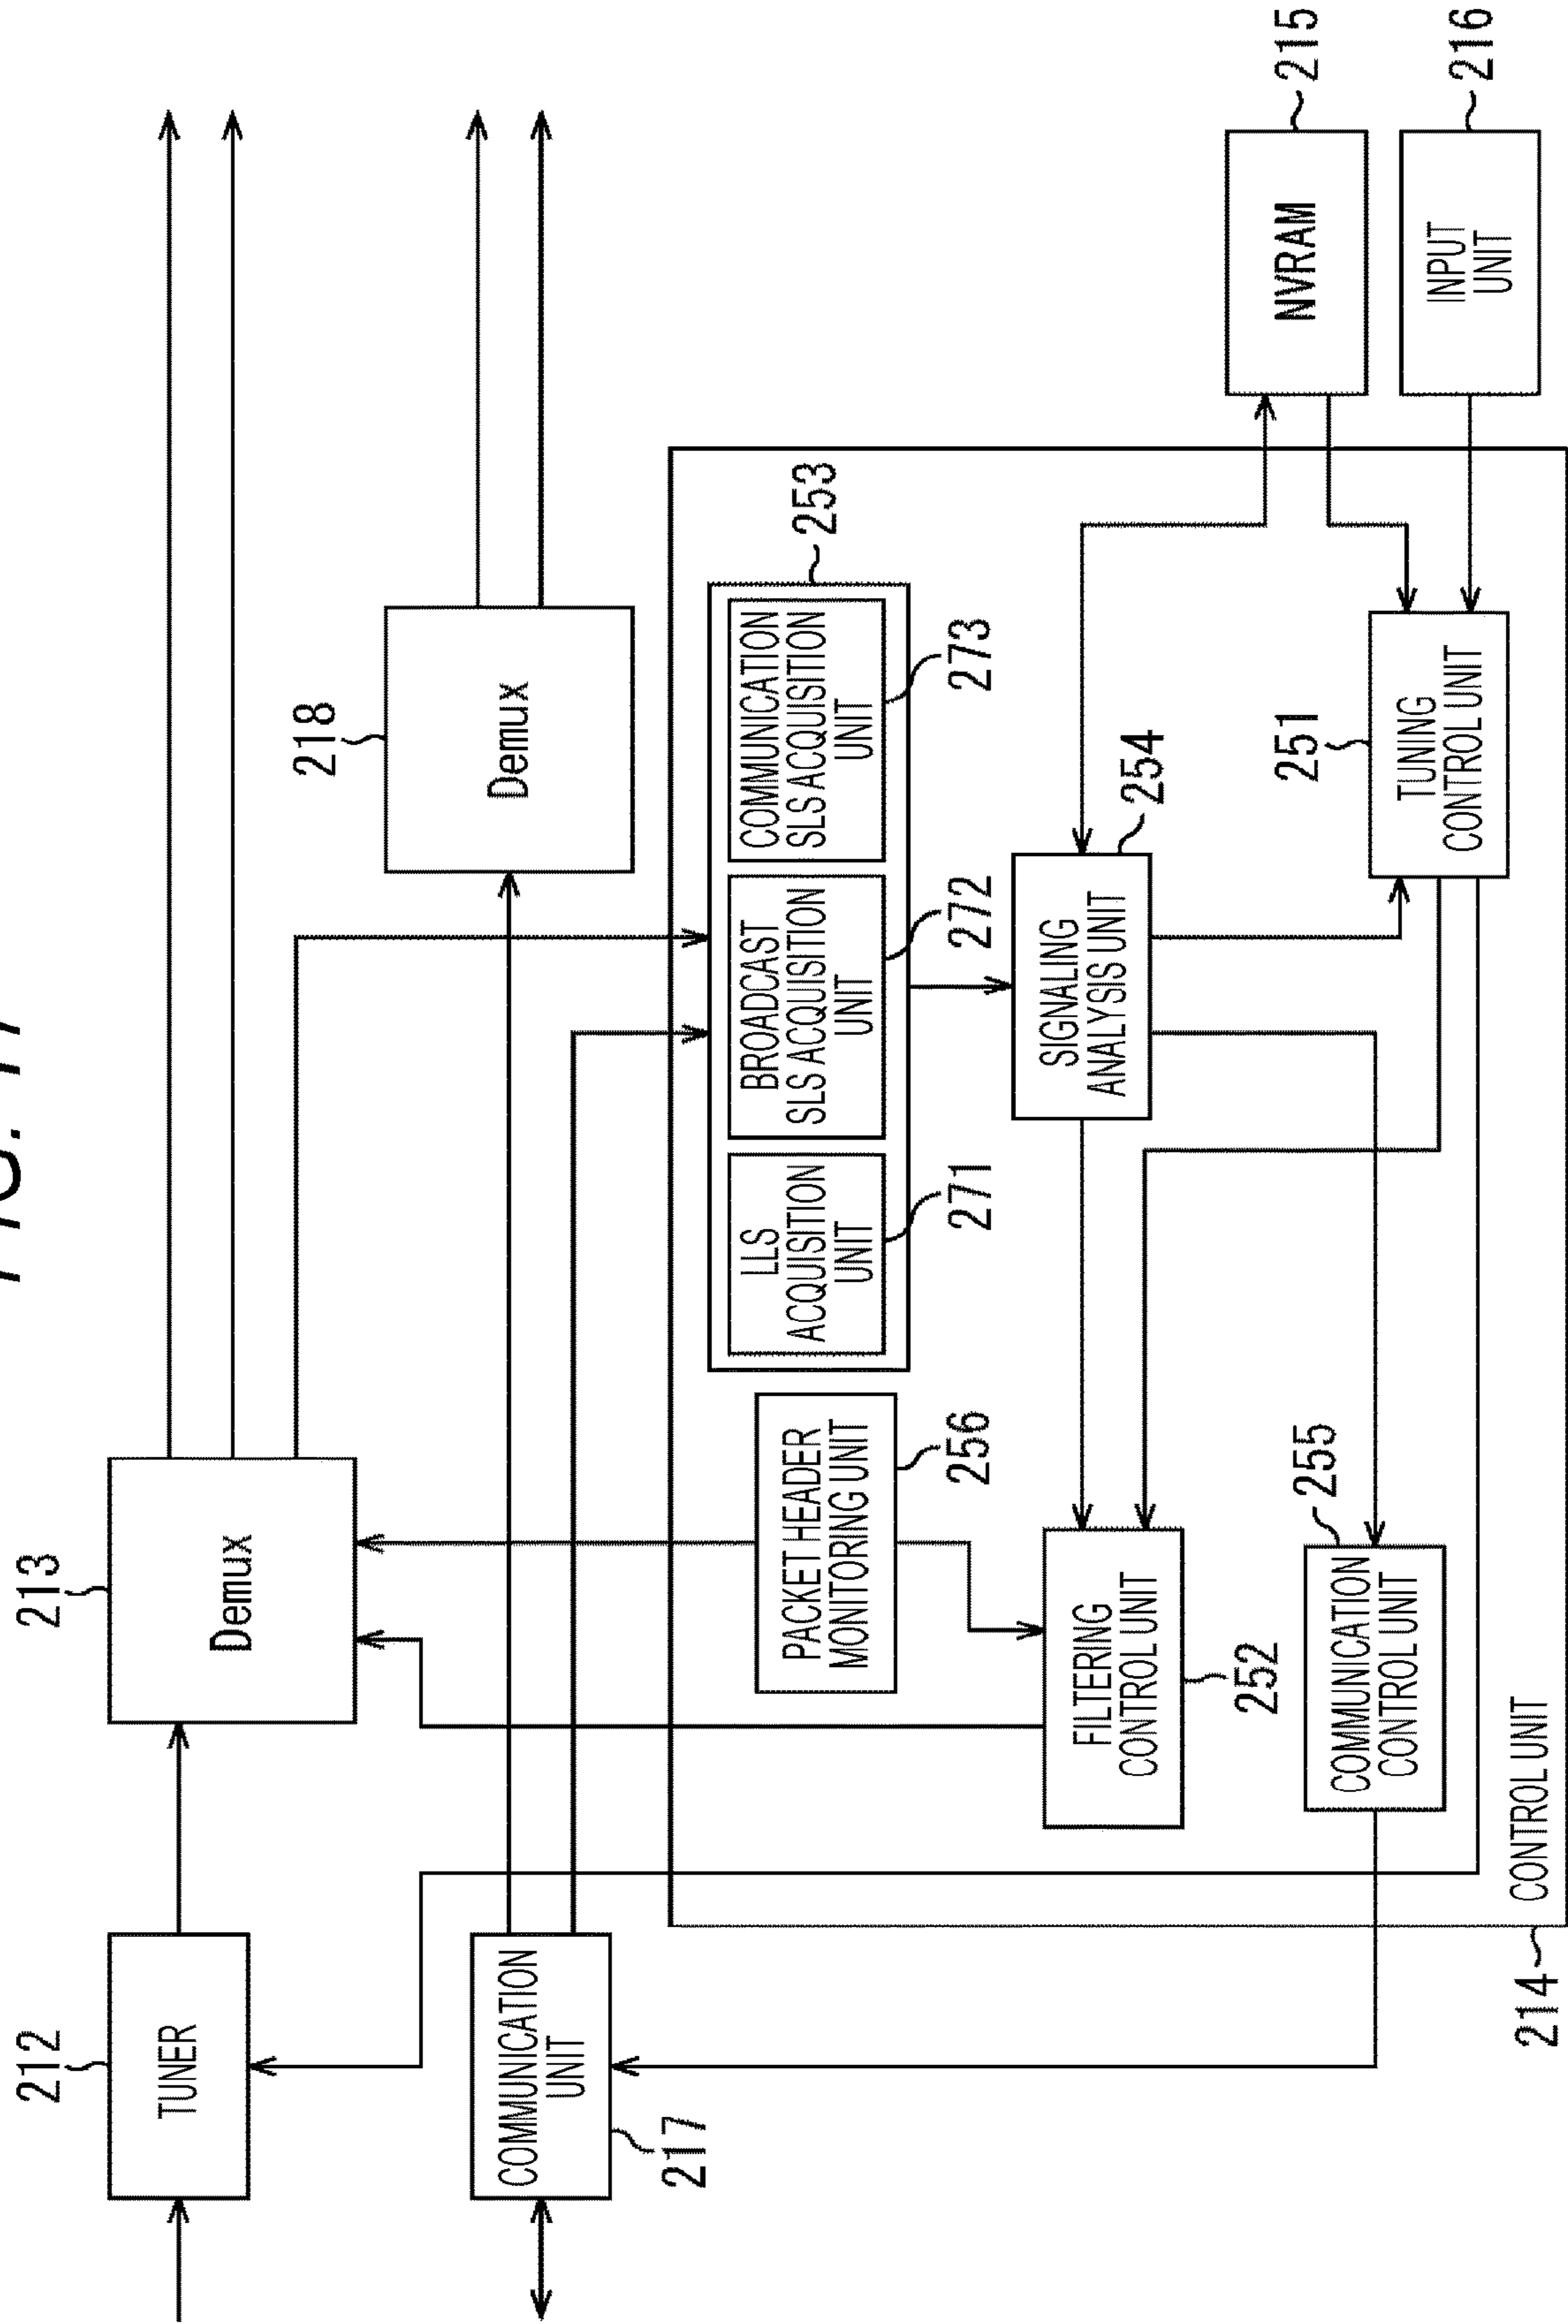 212
TUNER
213
Demux
218
Demux
COMMUNICATION
UNIT
217
PACKET HEADER
MONITORING UNIT
256
LLS
ACQUISITION
UNIT
271
BROADCAST
SLS ACQUISITION
UNIT
272
COMMUNICATION
SLS ACQUISITION
UNIT
273
253
FILTERING
CONTROL UNIT
252
SIGNALING
ANALYSIS UNIT
254
COMMUNICATION
CONTROL UNIT
255
TUNING
CONTROL UNIT
251
NVRAM
215
INPUT
UNIT
216
214
CONTROL UNIT